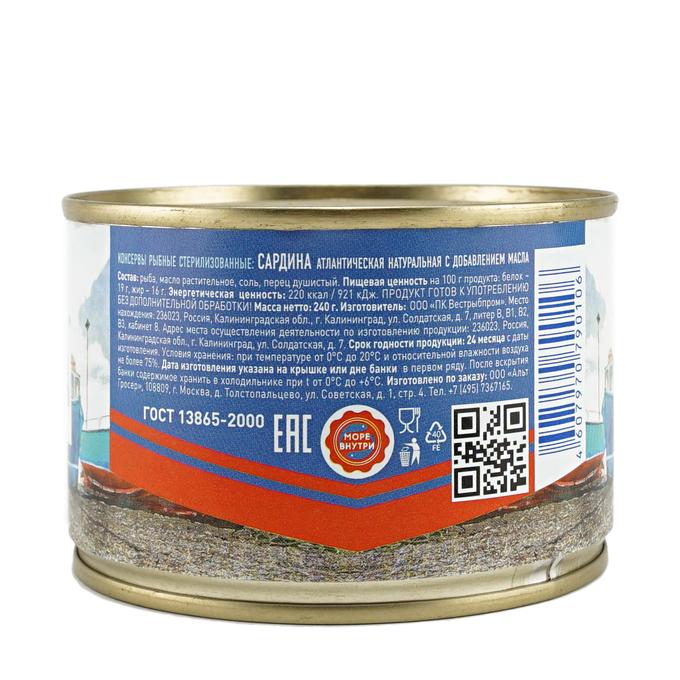 КОНСЕРВЫ РЫБНЫЕ СТЕРИЛИЗОВАННЫЕ: САРДИНА АТЛАНТИЧЕСКАЯ НАТУРАЛЬНАЯ С ДОБАВЛЕНИЕМ МАСЛА
Состав: рыба, масло растительное, соль, перец душистый. Пищевая ценность на 100 г продукта: белок -
19 г, жир – 16 г. Энергетическая ценность: 220 ккал / 921 кДж. ПРОДУКТ ГОТОВ К УПОТРЕБЛЕНИЮ
БЕЗ ДОПОЛНИТЕЛЬНОЙ ОБРАБОТКИ! Масса нетто: 240 г. Изготовитель: ООО «ПК Вестрыбпром», Место
нахождения: 236023, Россия, Калининградская обл., г. Калининград, ул. Солдатская, д. 7, литер В, В1, В2,
В3, кабинет 8. Адрес места осуществления деятельности по изготовлению продукции: 236023, Россия,
Калининградская обл., г. Калининград, ул. Солдатская, д. 7. Срок годности продукции: 24 месяца с даты
изготовления. Условия хранения: при температуре от 0°С до 20°С и относительной влажности воздуха
не более 75%. Дата изготовления указана на крышке или дне банки в первом ряду. После вскрытия
банки содержимое хранить в холодильнике при t от 0°С до +6°С. Изготовлено по заказу: ООО «Альт
Гросер», 108809, г. Москва, д. Толстопальцево, ул. Советская, д. 1, стр. 4. Тел. +7 (495) 7367165.
ГОСТ 13865-2000
EAC
МОРЕ
ВНУТРИ
40
FE
4 607970 790106